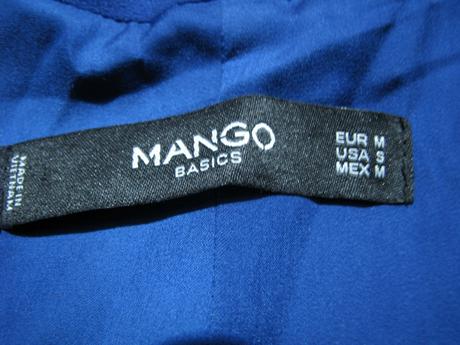 MANGO
BASICS
EUR M
USA S
MEX M
MADE IN
VIETNAM